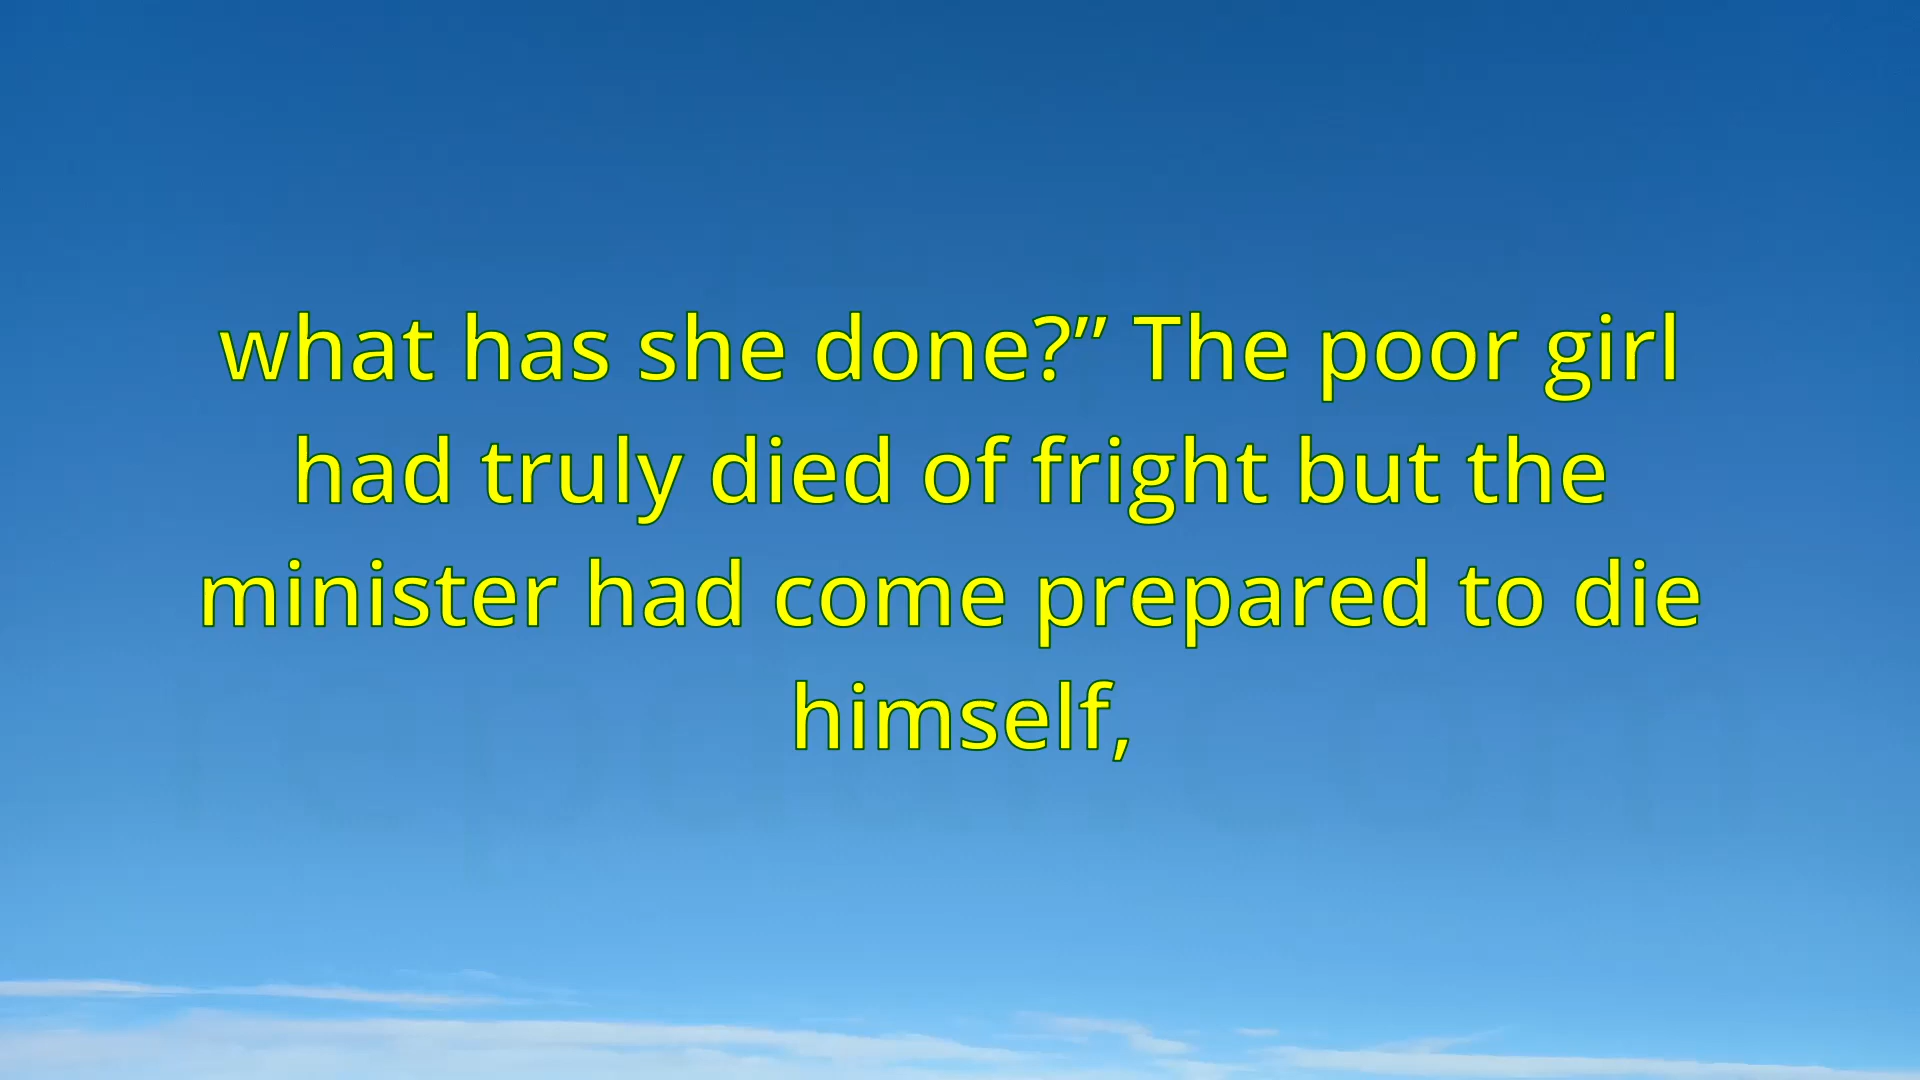 what has she done?” The poor girl
had truly died of fright but the
minister had come prepared to die
himself,